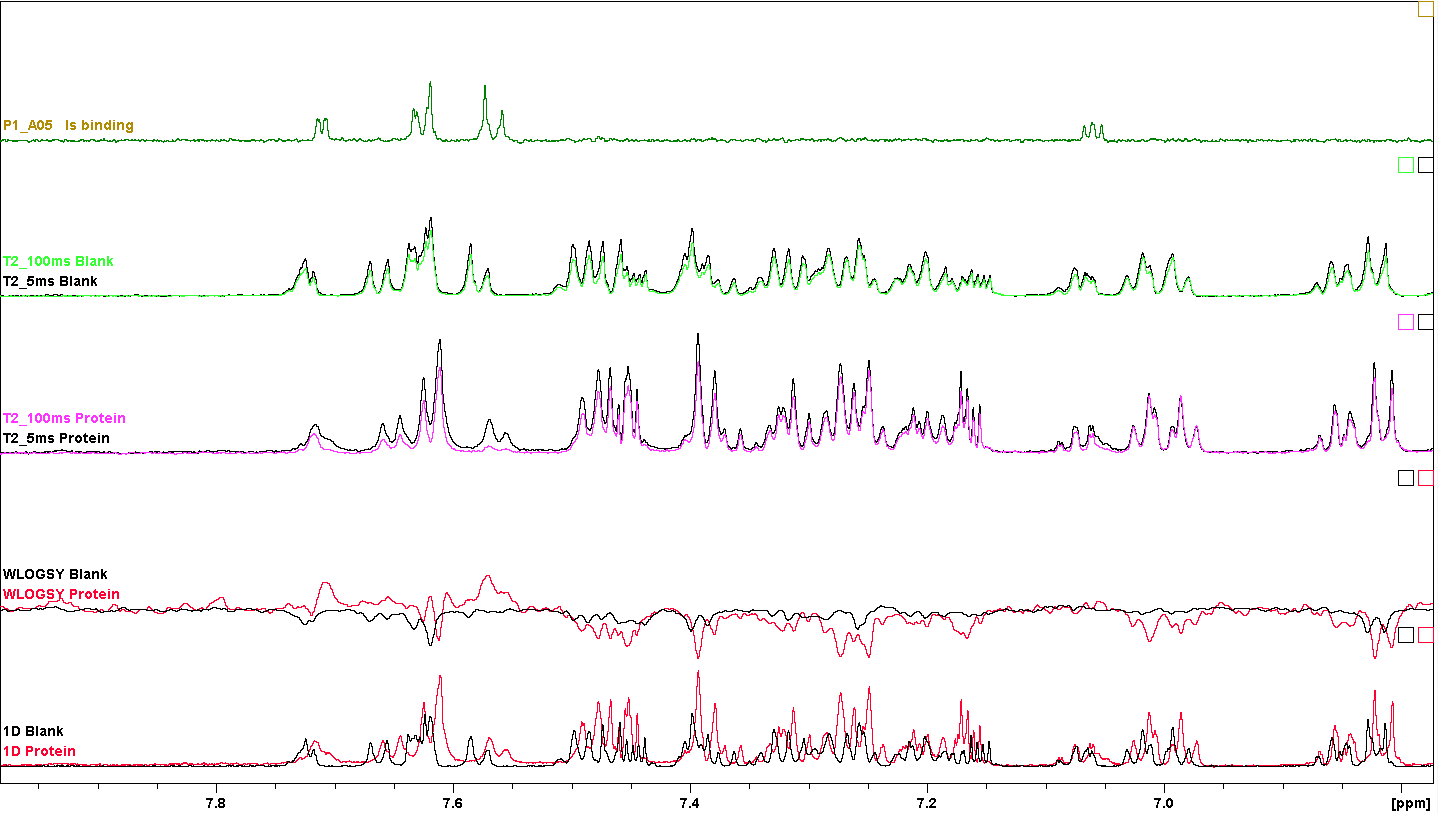 P1_A05 Is binding
T2_100ms Blank
T2_5ms Blank
T2_100ms Protein
T2_5ms Protein
WLOGSY Blank
WLOGSY Protein
1D Blank
1D Protein
7.8 7.6 7.4 7.2 7.0 [ppm]